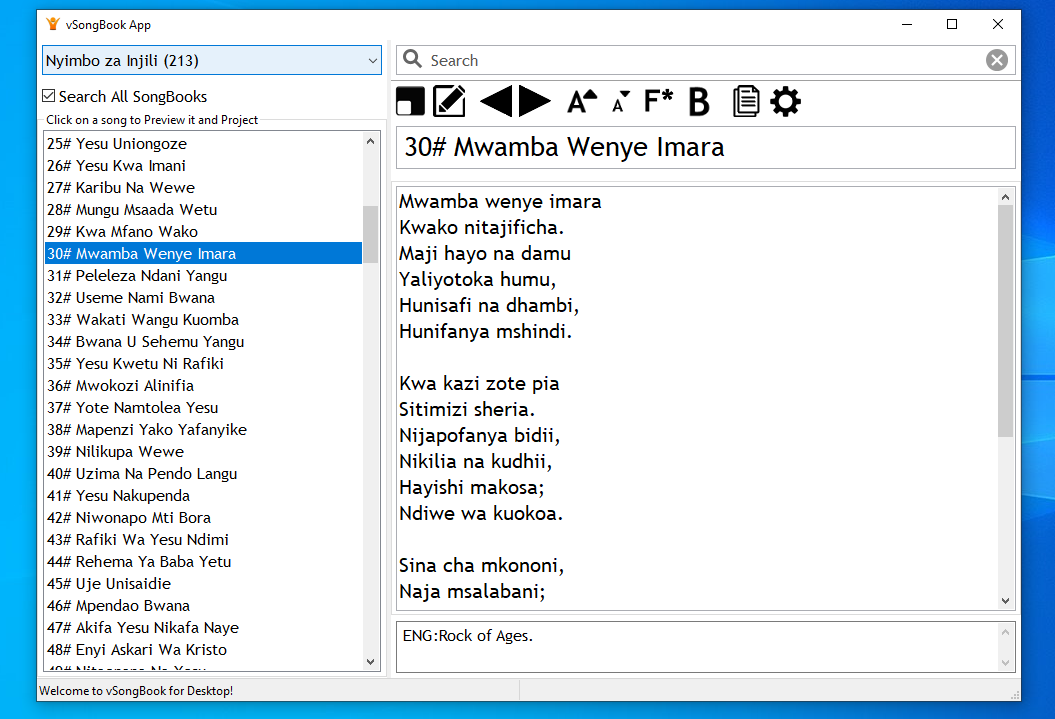 vSongBook App
Nyimbo za Injili (213)
Search All SongBooks
Click on a song to Preview it and Project
25# Yesu Uniongoze
26# Yesu Kwa Imani
27# Karibu Na Wewe
28# Mungu Msaada Wetu
29# Kwa Mfano Wako
30# Mwamba Wenye Imara
31# Peleleza Ndani Yangu
32# Useme Nami Bwana
33# Wakati Wangu Kuomba
34# Bwana U Sehemu Yangu
35# Yesu Kwetu Ni Rafiki
36# Mwokozi Alinifia
37# Yote Namtolea Yesu
38# Mapenzi Yako Yafanyike
39# Nilikupa Wewe
40# Uzima Na Pendo Langu
41# Yesu Nakupenda
42# Niwonapo Mti Bora
43# Rafiki Wa Yesu Ndimi
44# Rehema Ya Baba Yetu
45# Uje Unisaidie
46# Mpendao Bwana
47# Akifa Yesu Nikafa Naye
48# Enyi Askari Wa Kristo
Search
A A F* B
30# Mwamba Wenye Imara
Mwamba wenye imara
Kwako nitajificha.
Maji hayo na damu
Yaliyotoka humu,
Hunisafi na dhambi,
Hunifanya mshindi.
Kwa kazi zote pia
Sitimizi sheria.
Nijapofanya bidii,
Nikilia na kudhii,
Hayishi makosa;
Ndiwe wa kuokoa.
Sina cha mkononi,
Naja msalabani;
ENG:Rock of Ages.
Welcome to vSongBook for Desktop!